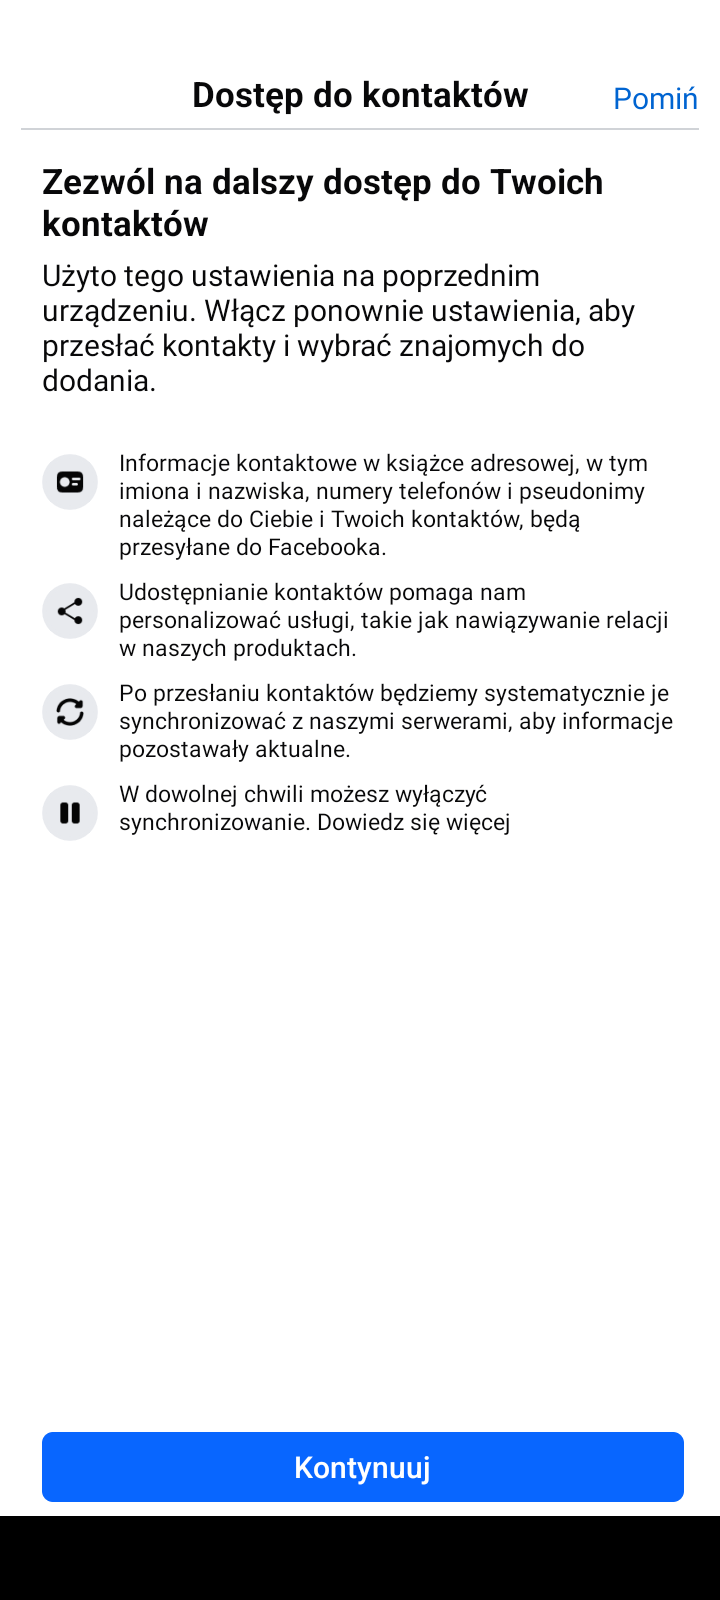 Dostęp do kontaktów
Pomiń
Zezwól na dalszy dostęp do Twoich
kontaktów
Użyto tego ustawienia na poprzednim
urządzeniu. Włącz ponownie ustawienia, aby
przesłać kontakty i wybrać znajomych do
dodania.
Informacje kontaktowe w książce adresowej, w tym
imiona i nazwiska, numery telefonów i pseudonimy
należące do Ciebie i Twoich kontaktów, będą
przesyłane do Facebooka.
Udostępnianie kontaktów pomaga nam
personalizować usługi, takie jak nawiązywanie relacji
w naszych produktach.
Po przesłaniu kontaktów będziemy systematycznie je
synchronizować z naszymi serwerami, aby informacje
pozostawały aktualne.
W dowolnej chwili możesz wyłączyć
synchronizowanie. Dowiedz się więcej
Kontynuuj